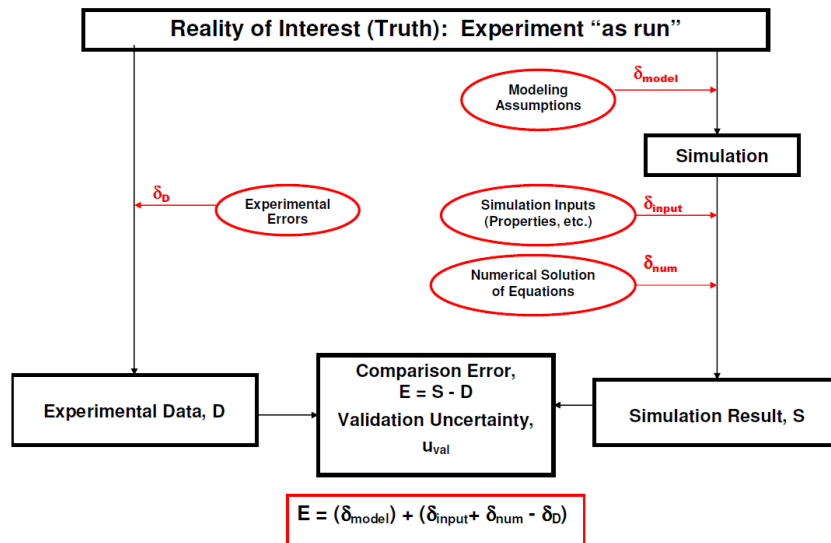 Reality of Interest (Truth): Experiment “as run”
δmodel
Modeling
Assumptions
Simulation
δD
Experimental
Errors
Simulation Inputs
(Properties, etc.)
δinput
Numerical Solution
of Equations
δnum
Comparison Error,
E = S - D
Validation Uncertainty,
uval
Experimental Data, D
Simulation Result, S
E = (δmodel) + (δinput+ δnum - δD)